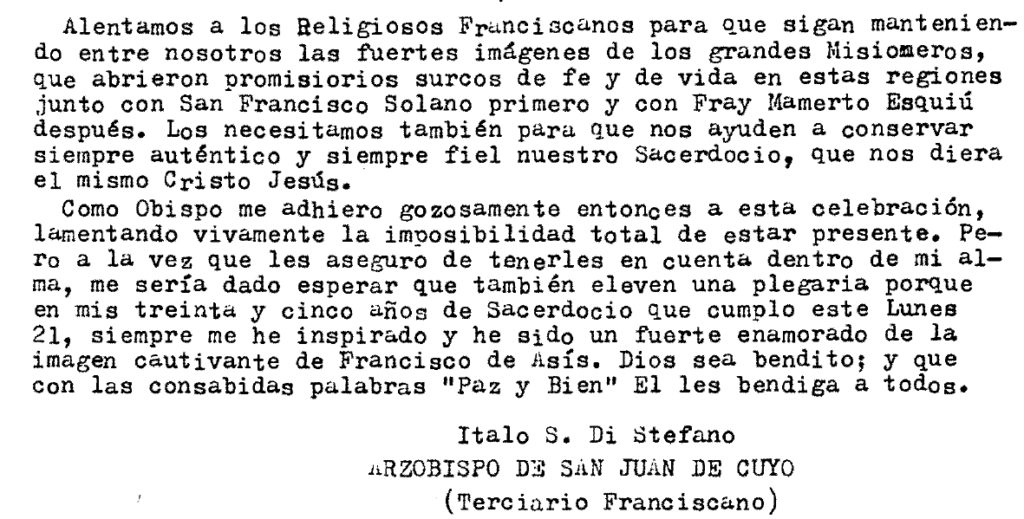 Alentamos a los Religiosos Franciscanos para que sigan mantenien-
do entre nosotros las fuertes imágenes de los grandes Misiomeros,
que abrieron promisiorios surcos de fe y de vida en estas regiones
junto con San Francisco Solano primero y con Fray Mamerto Esquiú
después. Los necesitamos también para que nos ayuden a conservar
siempre auténtico y siempre fiel nuestro Sacerdocio, que nos diera
el mismo Cristo Jesús.
Como Obispo me adhiero gozosamente entonces a esta celebración,
lamentando vivamente la imposibilidad total de estar presente. Pe-
ro a la vez que les aseguro de tenerles en cuenta dentro de mi al-
ma, me sería dado esperar que también eleven una plegaria porque
en mis treinta y cinco años de Sacerdocio que cumplo este Lunes
21, siempre me he inspirado y he sido un fuerte enamorado de la
imagen cautivante de Francisco de Asís. Dios sea bendito; y que
con las consabidas palabras "Paz y Bien" El les bendiga a todos.
Italo S. Di Stefano
ARZOBISPO DE SAN JUAN DE CUYO
(Terciario Franciscano)